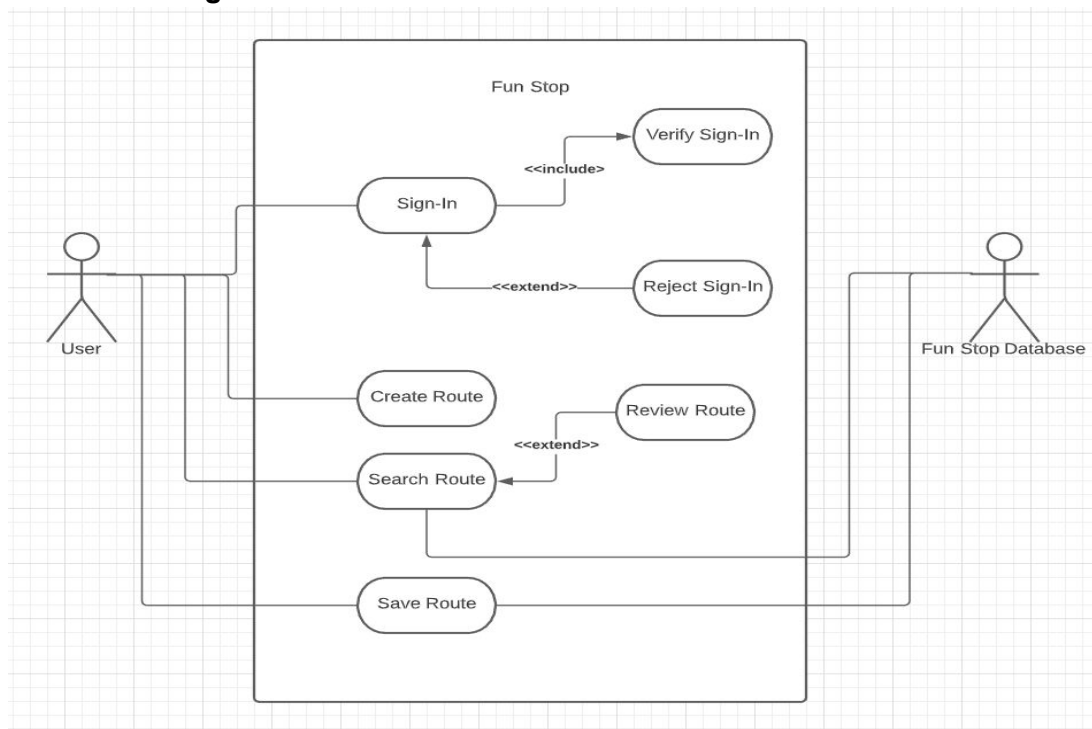 Fun Stop
Verify Sign-In
<<include>
Sign-In
<<extend>>
Reject Sign-In
User
Fun Stop Database
Create Route
Review Route
<<extend>>
Search Route
Save Route